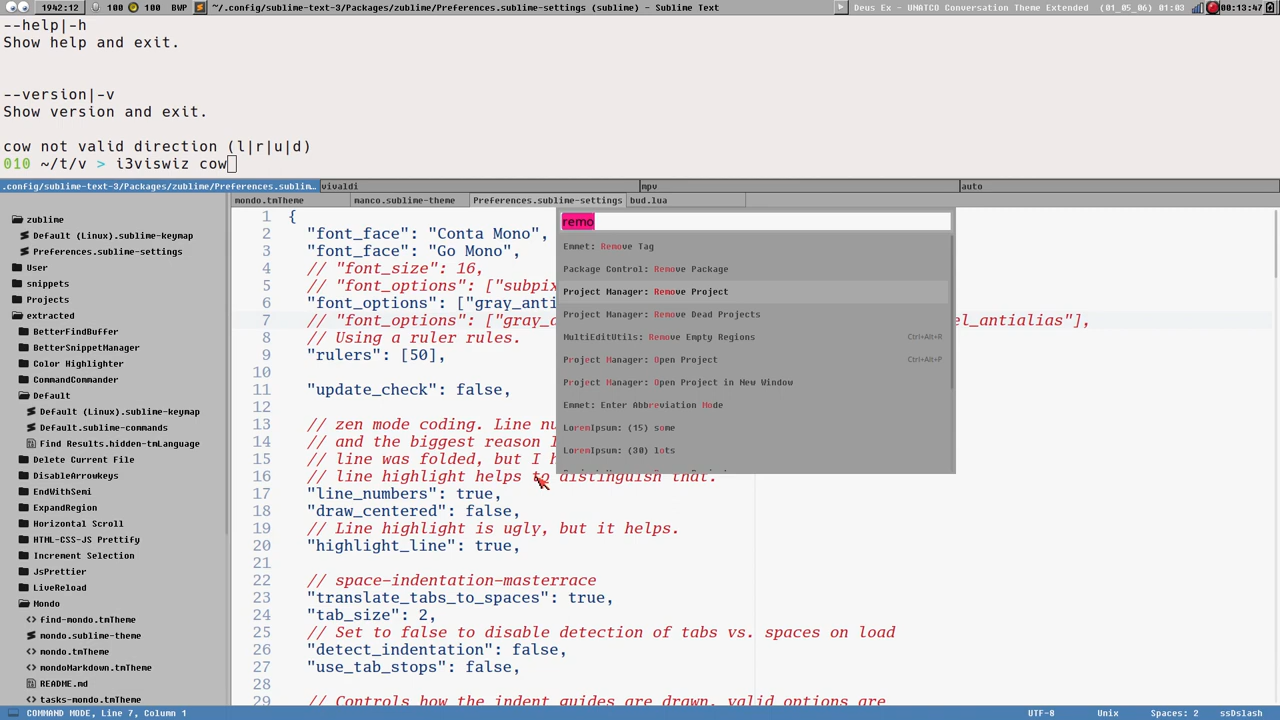 1942:12 100 100 BWP ~/.config/sublime-text-3/Packages/zublime/Preferences.sublime-settings (sublime) - Sublime Text Deus Ex - UNATCO Conversation Theme Extended (01_05_06) 01:03 00:13:47
--help|-h
Show help and exit.
--version|-v
Show version and exit.
cow not valid direction (l|r|u|d)
010 ~/t/v > i3viswiz cow
.config/sublime-text-3/Packages/zublime/Preferences.sublim… vivaldi mpv auto
mondo.tmTheme manco.sublime-theme Preferences.sublime-settings bud.lua
zublime
Default (Linux).sublime-keymap
Preferences.sublime-settings
User
snippets
Projects
extracted
BetterFindBuffer
BetterSnippetManager
Color Highlighter
CommandCommander
Default
Default (Linux).sublime-keymap
Default.sublime-commands
Find Results.hidden-tmLanguage
Delete Current File
DisableArrowkeys
EndWithSemi
ExpandRegion
Horizontal Scroll
HTML-CSS-JS Prettify
Increment Selection
JsPrettier
LiveReload
Mondo
find-mondo.tmTheme
mondo.sublime-theme
mondo.tmTheme
mondoMarkdown.tmTheme
README.md
tasks-mondo.tmTheme
1 {
2 "font_face": "Conta Mono",
3 "font_face": "Go Mono",
4 // "font_size": 16,
5 // "font_options": ["subpix
6 "font_options": ["gray_anti
7 // "font_options": ["gray_a el_antialias"],
8 // Using a ruler rules.
9 "rulers": [50],
10
11 "update_check": false,
12
13 // zen mode coding. Line nu
14 // and the biggest reason I
15 // line was folded, but I h
16 // line highlight helps to distinguish that.
17 "line_numbers": true,
18 "draw_centered": false,
19 // Line highlight is ugly, but it helps.
20 "highlight_line": true,
21
22 // space-indentation-masterrace
23 "translate_tabs_to_spaces": true,
24 "tab_size": 2,
25 // Set to false to disable detection of tabs vs. spaces on load
26 "detect_indentation": false,
27 "use_tab_stops": false,
28
29 // Controls how the indent guides are drawn, valid options are
remo
Emmet: Remove Tag
Package Control: Remove Package
Project Manager: Remove Project
Project Manager: Remove Dead Projects
MultiEditUtils: Remove Empty Regions Ctrl+Alt+R
Project Manager: Open Project Ctrl+Alt+P
Project Manager: Open Project in New Window
Emmet: Enter Abbreviation Mode
LoremIpsum: (15) some
LoremIpsum: (30) lots
COMMAND MODE, Line 7, Column 1 UTF-8 Unix Spaces: 2 ssDslash